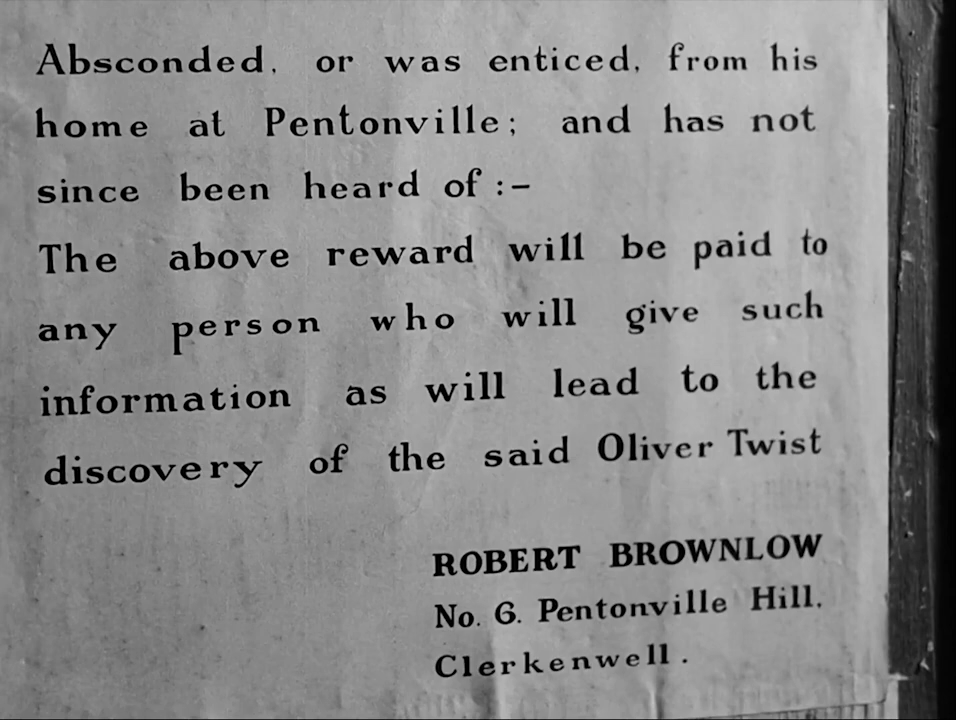 Absconded, or was enticed, from his
home at Pentonville; and has not
since been heard of :-
The above reward will be paid to
any person who will give such
information as will lead to the
discovery of the said Oliver Twist
ROBERT BROWNLOW
No. 6. Pentonville Hill.
Clerkenwell.